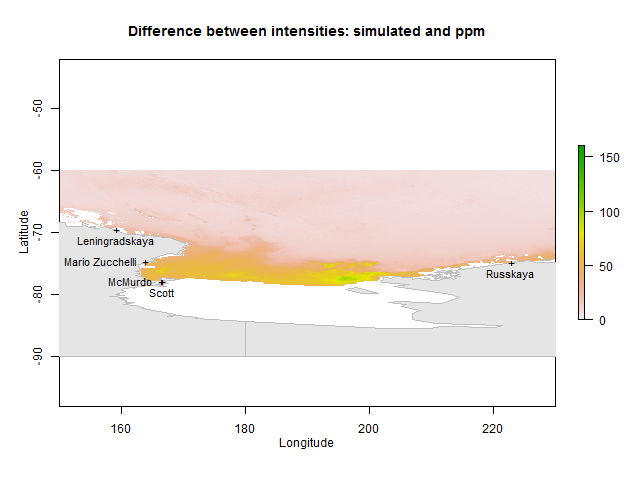 Difference between intensities: simulated and ppm
Latitude
-50
-60
-70
-80
-90
Leningradskaya
Mario Zucchelli
McMurdo
Scott
Russkaya
160
180
200
220
Longitude
150
100
50
0